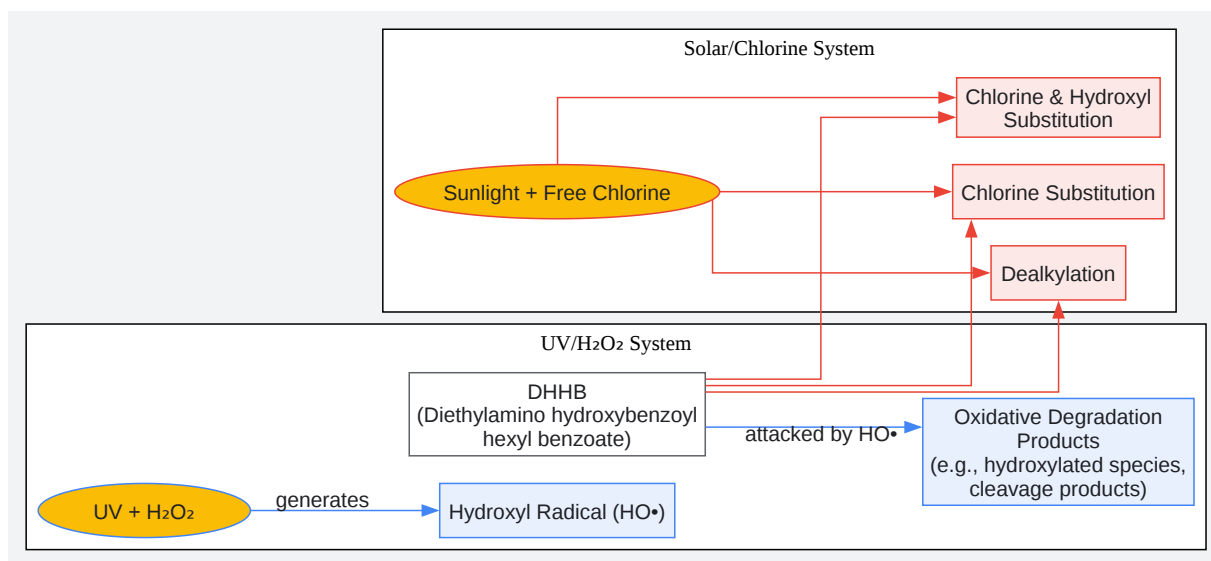 Solar/Chlorine System
Chlorine & Hydroxyl
Substitution
Sunlight + Free Chlorine
Chlorine Substitution
Dealkylation
UV/H₂O₂ System
DHHB
(Diethylamino hydroxybenzoyl
hexyl benzoate)
attacked by HO•
Oxidative Degradation
Products
(e.g., hydroxylated species,
cleavage products)
UV + H₂O₂
generates
Hydroxyl Radical (HO•)